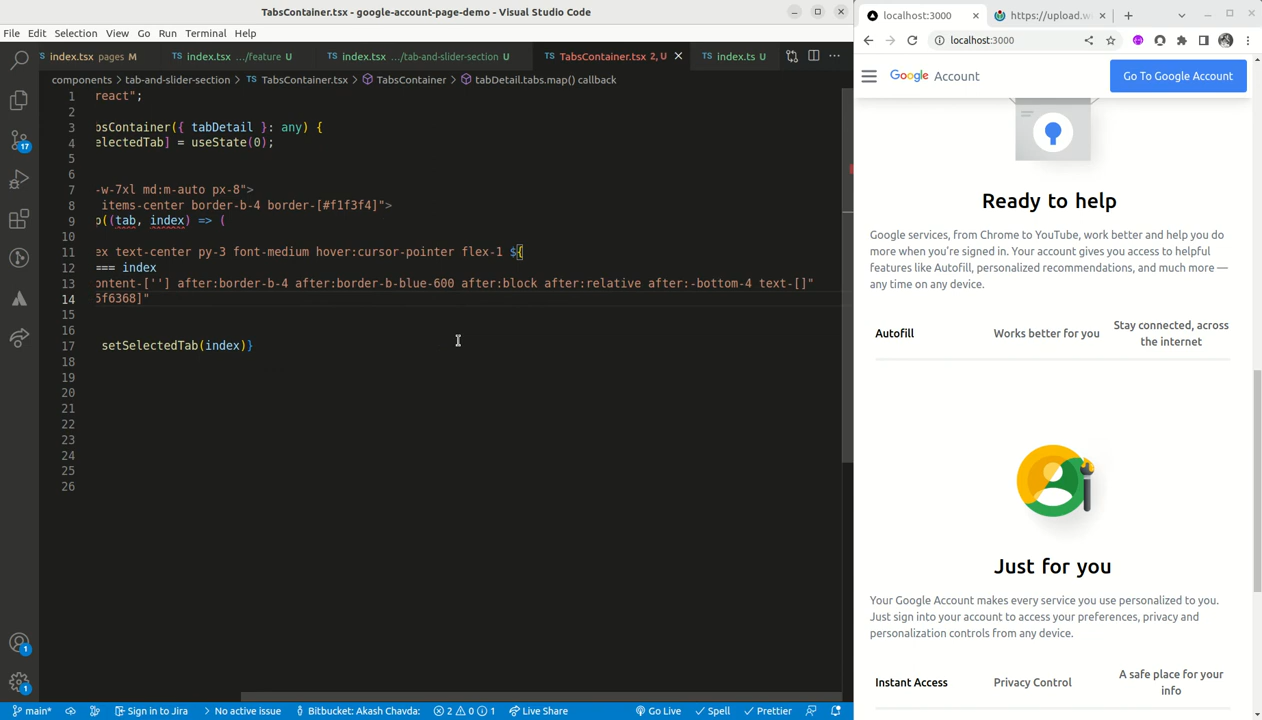 TabsContainer.tsx - google-account-page-demo - Visual Studio Code
File Edit Selection View Go Run Terminal Help
index.tsx pages M
index.tsx .../feature U
index.tsx .../tab-and-slider-section U
TabsContainer.tsx 2, U
index.ts U
components > tab-and-slider-section > TabsContainer.tsx > TabsContainer > tabDetail.tabs.map() callback
1 react";
2
3 bsContainer({ tabDetail }: any) {
4 electedTab] = useState(0);
5
6
7 -w-7xl md:m-auto px-8">
8 items-center border-b-4 border-[#f1f3f4]">
9 p((tab, index) => (
10
11 ex text-center py-3 font-medium hover:cursor-pointer flex-1 ${
12 === index
13 ontent-[''] after:border-b-4 after:border-b-blue-600 after:block after:relative after:-bottom-4 text-[]"
14 5f6368]"
15
16
17 setSelectedTab(index)}
18
19
20
21
22
23
24
25
26
17
1
1
main*
Sign in to Jira
No active issue
Bitbucket: Akash Chavda:
2 0 1
Live Share
Go Live
Spell
Prettier
localhost:3000
https://upload.w
localhost:3000
Google Account
Go To Google Account
Ready to help
Google services, from Chrome to YouTube, work better and help you do
more when you're signed in. Your account gives you access to helpful
features like Autofill, personalized recommendations, and much more —
any time on any device.
Autofill
Works better for you
Stay connected, across
the internet
Just for you
Your Google Account makes every service you use personalized to you.
Just sign into your account to access your preferences, privacy and
personalization controls from any device.
Instant Access
Privacy Control
A safe place for your
info